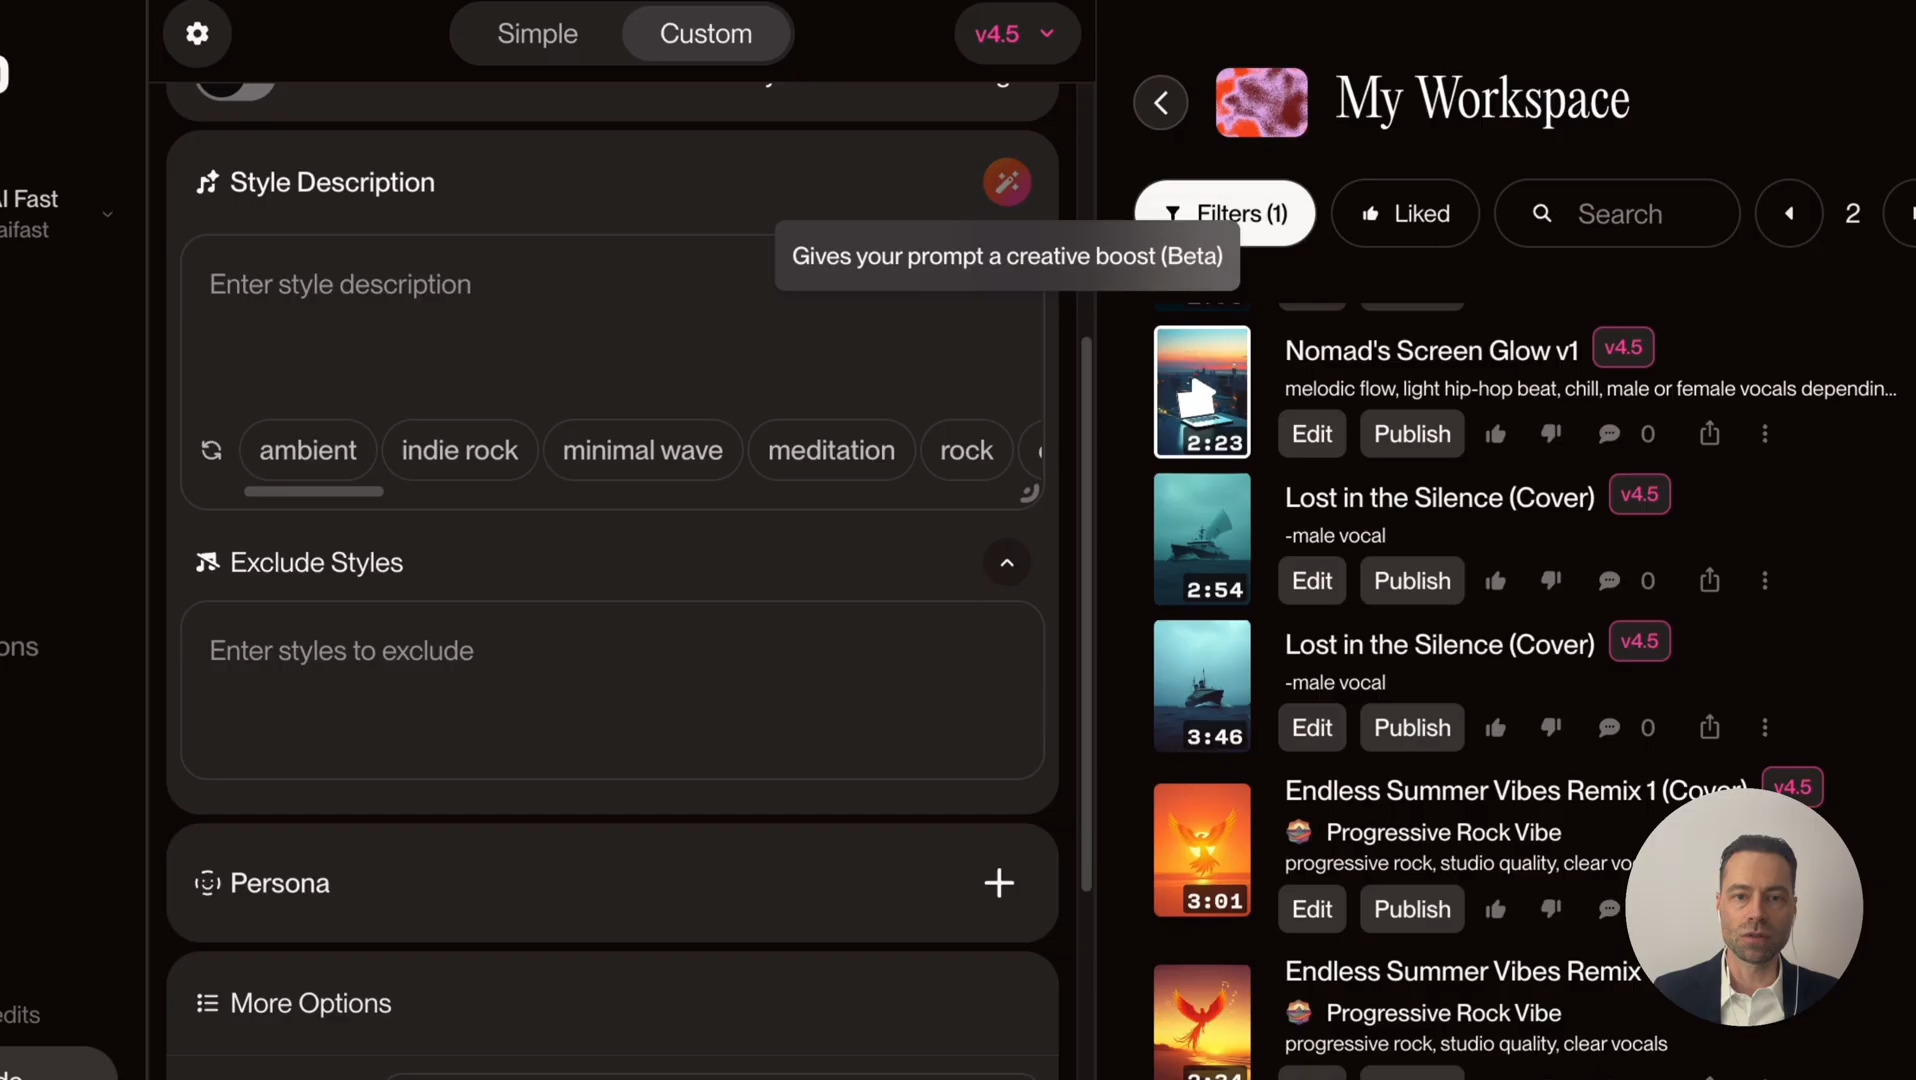 Simple
Custom
v4.5
My Workspace
AI Fast
aifast
Style Description
Filters (1)
Liked
Search
2
Gives your prompt a creative boost (Beta)
Enter style description
ambient
indie rock
minimal wave
meditation
rock
Nomad's Screen Glow v1
v4.5
melodic flow, light hip-hop beat, chill, male or female vocals dependin...
2:23
Edit
Publish
0
Lost in the Silence (Cover)
v4.5
-male vocal
2:54
Edit
Publish
0
Exclude Styles
Enter styles to exclude
Lost in the Silence (Cover)
v4.5
-male vocal
3:46
Edit
Publish
0
Endless Summer Vibes Remix 1 (Cover)
v4.5
Progressive Rock Vibe
progressive rock, studio quality, clear voc
3:01
Edit
Publish
Persona
More Options
Endless Summer Vibes Remix
Progressive Rock Vibe
progressive rock, studio quality, clear vocals
ons
edits